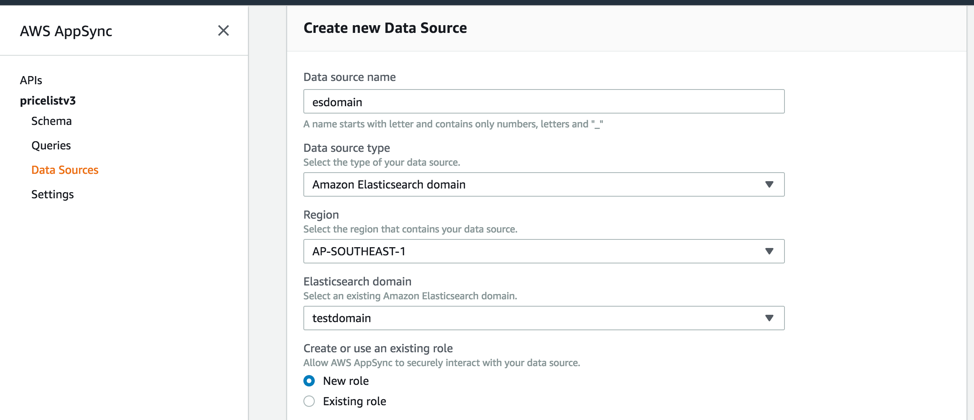 AWS AppSync
APIs
pricelistv3
Schema
Queries
Data Sources
Settings
Create new Data Source
Data source name
esdomain
A name starts with letter and contains only numbers, letters and "_"
Data source type
Select the type of your data source.
Amazon Elasticsearch domain
Region
Select the region that contains your data source.
AP-SOUTHEAST-1
Elasticsearch domain
Select an existing Amazon Elasticsearch domain.
testdomain
Create or use an existing role
Allow AWS AppSync to securely interact with your data source.
New role
Existing role